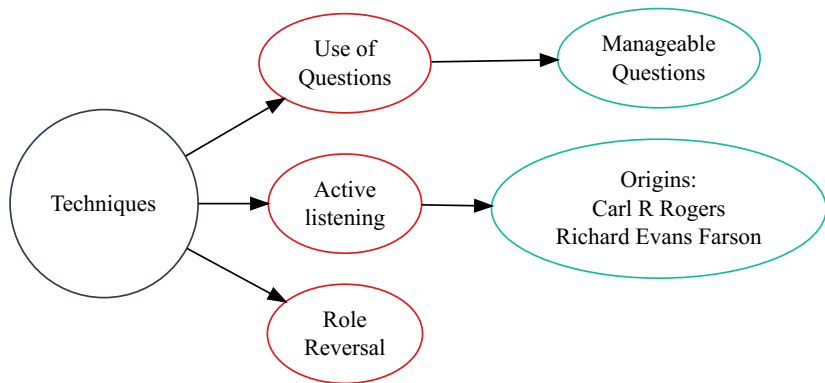 Techniques
Use of
Questions
Manageable
Questions
Active
listening
Origins:
Carl R Rogers
Richard Evans Farson
Role
Reversal